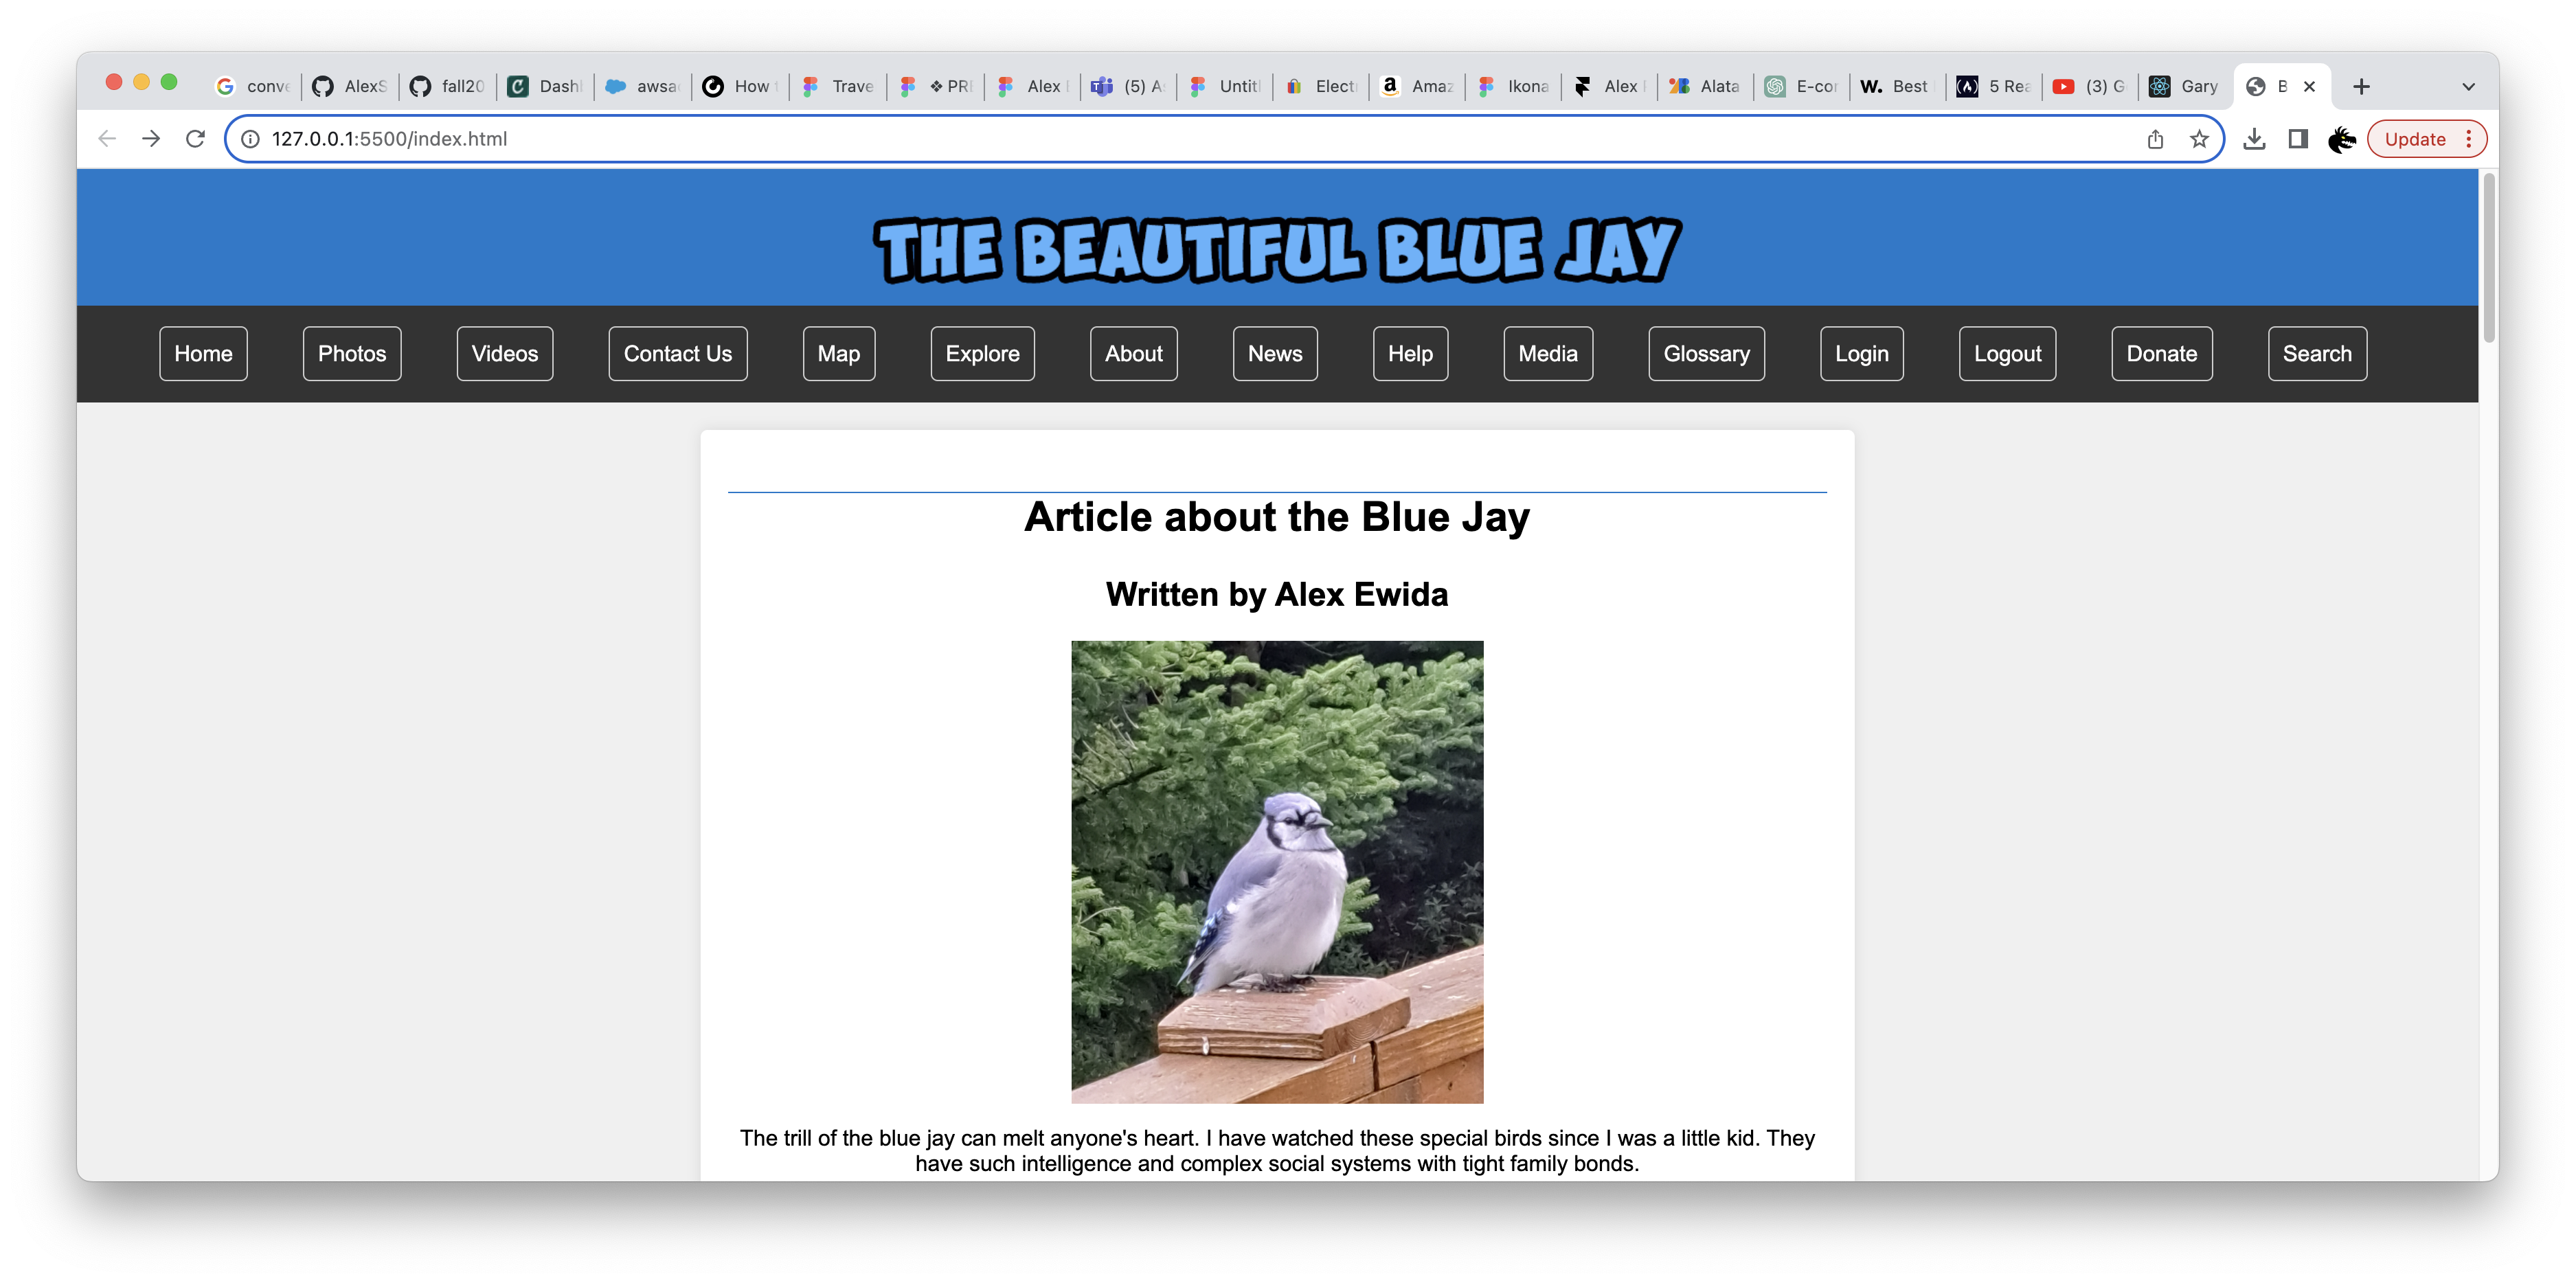 conve AlexS fall20 Dash awsa How Trave PRI Alex (5) A Untit Elect Amaz Ikona Alex Alata E-cor W. Best 5 Rea (3) G Gary B
127.0.0.1:5500/index.html Update
THE BEAUTIFUL BLUE JAY
Home Photos Videos Contact Us Map Explore About News Help Media Glossary Login Logout Donate Search
Article about the Blue Jay
Written by Alex Ewida
The trill of the blue jay can melt anyone's heart. I have watched these special birds since I was a little kid. They
have such intelligence and complex social systems with tight family bonds.